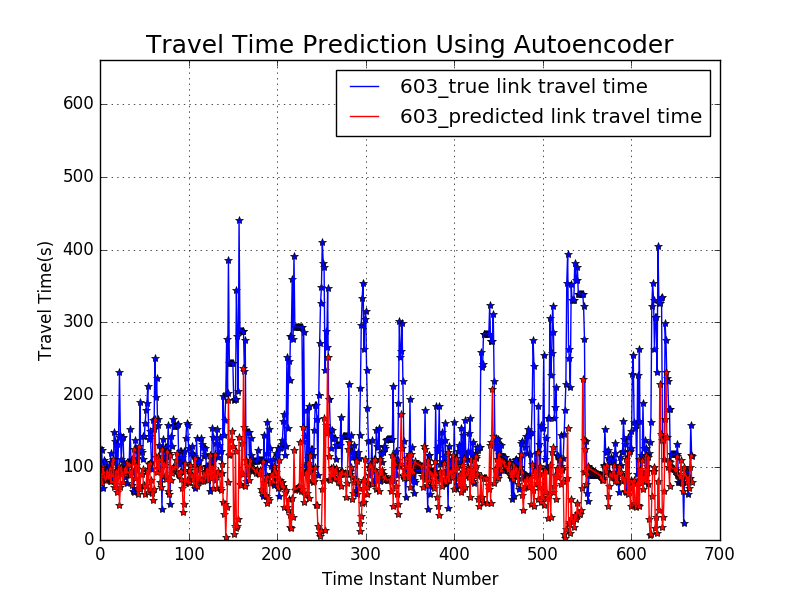 Travel Time Prediction Using Autoencoder
603_true link travel time
603_predicted link travel time
600
500
400
300
200
100
0
Travel Time(s)
0 100 200 300 400 500 600 700
Time Instant Number